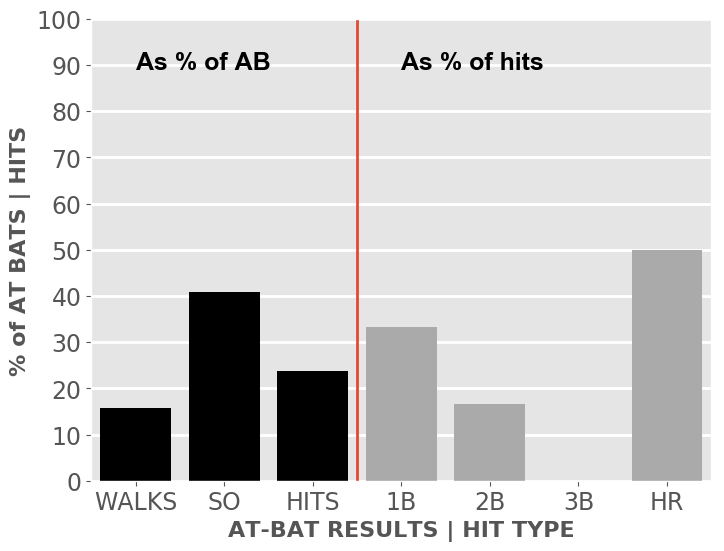 100
90
80
70
60
50
40
30
20
10
0
% of AT BATS | HITS
As % of AB
As % of hits
WALKS SO HITS 1B 2B 3B HR
AT-BAT RESULTS | HIT TYPE